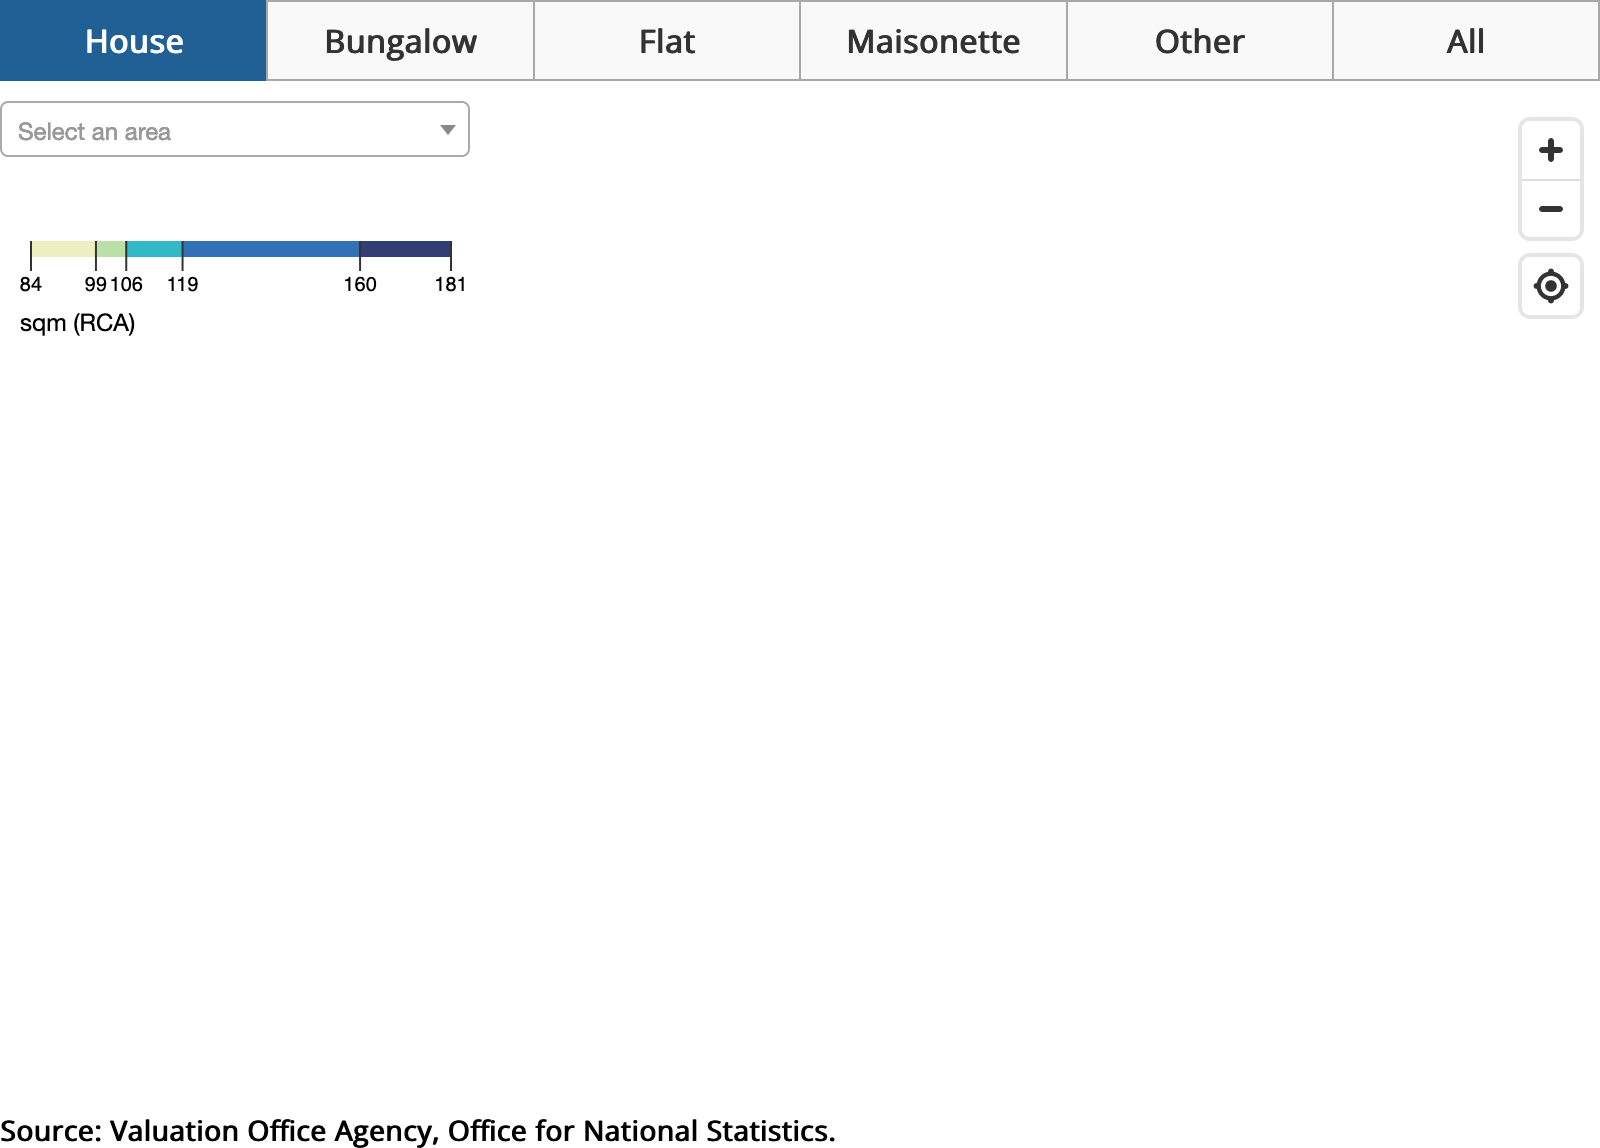 House Bungalow Flat Maisonette Other All
Select an area
84 99 106 119 160 181
sqm (RCA)
Source: Valuation Office Agency, Office for National Statistics.